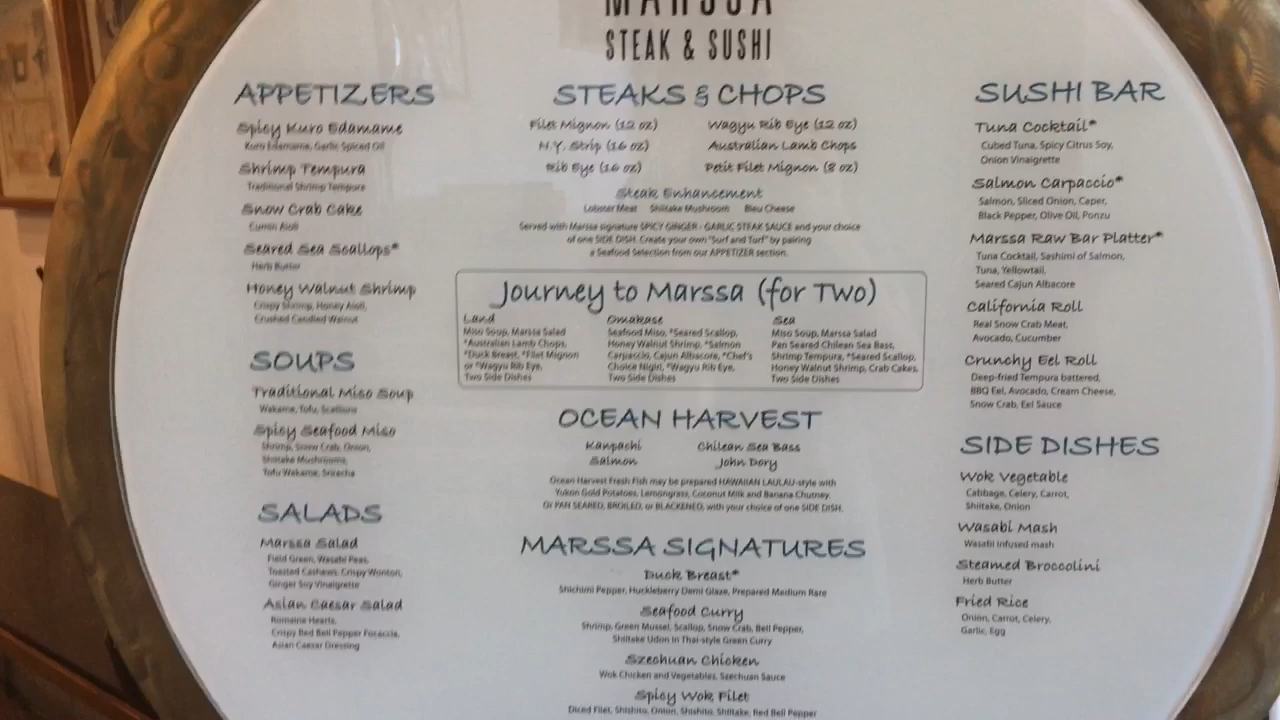 MARSSA
STEAK & SUSHI
APPETIZERS
Spicy Kuro Edamame
Kuro Edamame, Garlic Spiced Oil
Shrimp Tempura
Traditional Shrimp Tempura
Snow Crab Cake
Cumin Aioli
Seared Sea Scallops*
Herb Butter
Honey Walnut Shrimp
Crispy Shrimp, Honey Aioli,
Crushed Candied Walnut
SOUPS
Traditional Miso Soup
Wakame, Tofu, Scallions
Spicy Seafood Miso
Shrimp, Snow Crab, Onion,
Shiitake Mushrooms,
Tofu Wakame, Sriracha
SALADS
Marssa Salad
Field Green, Wasabi Peas,
Toasted Cashews, Crispy Wonton,
Ginger Soy Vinaigrette
Asian Caesar Salad
Romaine Hearts,
Crispy Red Bell Pepper Focaccia,
Asian Caesar Dressing
STEAKS & CHOPS
Filet Mignon (12 oz) Wagyu Rib Eye (12 oz)
N.Y. Strip (16 oz) Australian Lamb Chops
Rib Eye (16 oz) Petit Filet Mignon (8 oz)
Steak Enhancement
Lobster Meat Shiitake Mushroom Bleu Cheese
Served with Marssa signature SPICY GINGER - GARLIC STEAK SAUCE and your choice
of one SIDE DISH. Create your own "Surf and Turf" by pairing
a Seafood Selection from our APPETIZER section.
Journey to Marssa (for Two)
Land
Miso Soup, Marssa Salad
*Australian Lamb Chops,
*Duck Breast, *Filet Mignon
or *Wagyu Rib Eye,
Two Side Dishes
Omakase
Seafood Miso, *Seared Scallop,
Honey Walnut Shrimp, *Salmon
Carpaccio, Cajun Albacore, *Chef's
Choice Nigiri, *Wagyu Rib Eye,
Two Side Dishes
Sea
Miso Soup, Marssa Salad
Pan Seared Chilean Sea Bass,
Shrimp Tempura, *Seared Scallop,
Honey Walnut Shrimp, Crab Cakes,
Two Side Dishes
OCEAN HARVEST
Kanpachi Chilean Sea Bass
Salmon John Dory
Ocean Harvest Fresh Fish may be prepared HAWAIIAN LAULAU-style with
Yukon Gold Potatoes, Lemongrass, Coconut Milk and Banana Chutney.
Or PAN SEARED, BROILED, or BLACKENED, with your choice of one SIDE DISH.
MARSSA SIGNATURES
Duck Breast*
Shichimi Pepper, Huckleberry Demi Glaze, Prepared Medium Rare
Seafood Curry
Shrimp, Green Mussel, Scallop, Snow Crab, Bell Pepper,
Shiitake Udon in Thai-style Green Curry
Szechuan Chicken
Wok Chicken and Vegetables, Szechuan Sauce
Spicy Wok Filet
Diced Filet, Shishito, Onion, Shishito, Shiitake, Red Bell Pepper
SUSHI BAR
Tuna Cocktail*
Cubed Tuna, Spicy Citrus Soy,
Onion Vinaigrette
Salmon Carpaccio*
Salmon, Sliced Onion, Caper,
Black Pepper, Olive Oil, Ponzu
Marssa Raw Bar Platter*
Tuna Cocktail, Sashimi of Salmon,
Tuna, Yellowtail,
Seared Cajun Albacore
California Roll
Real Snow Crab Meat,
Avocado, Cucumber
Crunchy Eel Roll
Deep-fried Tempura battered,
BBQ Eel, Avocado, Cream Cheese,
Snow Crab, Eel Sauce
SIDE DISHES
Wok Vegetable
Cabbage, Celery, Carrot,
Shiitake, Onion
Wasabi Mash
Wasabi infused mash
Steamed Broccolini
Herb Butter
Fried Rice
Onion, Carrot, Celery,
Garlic, Egg